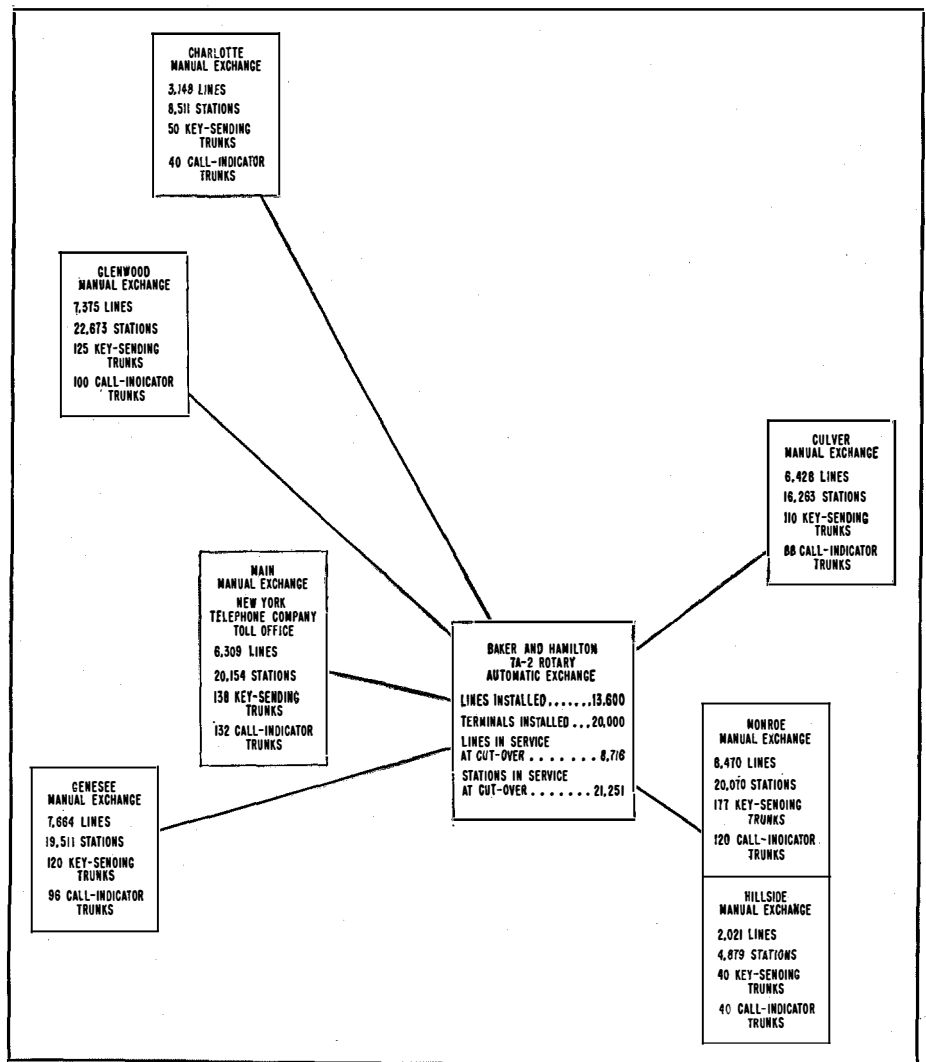 CHARLOTTE
MANUAL EXCHANGE
3,148 LINES
8,511 STATIONS
50 KEY-SENDING
TRUNKS
40 CALL-INDICATOR
TRUNKS
GLENWOOD
MANUAL EXCHANGE
7,375 LINES
22,673 STATIONS
125 KEY-SENDING
TRUNKS
100 CALL-INDICATOR
TRUNKS
CULVER
MANUAL EXCHANGE
6,428 LINES
16,263 STATIONS
110 KEY-SENDING
TRUNKS
88 CALL-INDICATOR
TRUNKS
MAIN
MANUAL EXCHANGE
NEW YORK
TELEPHONE COMPANY
TOLL OFFICE
6,309 LINES
20,154 STATIONS
138 KEY-SENDING
TRUNKS
132 CALL-INDICATOR
TRUNKS
BAKER AND HAMILTON
7A-2 ROTARY
AUTOMATIC EXCHANGE
LINES INSTALLED.......13,600
TERMINALS INSTALLED...20,000
LINES IN SERVICE
AT CUT-OVER ....... 8,716
STATIONS IN SERVICE
AT CUT-OVER ....... 21,251
MONROE
MANUAL EXCHANGE
8,470 LINES
20,070 STATIONS
177 KEY-SENDING
TRUNKS
120 CALL-INDICATOR
TRUNKS
GENESEE
MANUAL EXCHANGE
7,664 LINES
19,511 STATIONS
120 KEY-SENDING
TRUNKS
96 CALL-INDICATOR
TRUNKS
HILLSIDE
MANUAL EXCHANGE
2,021 LINES
4,879 STATIONS
40 KEY-SENDING
TRUNKS
40 CALL-INDICATOR
TRUNKS